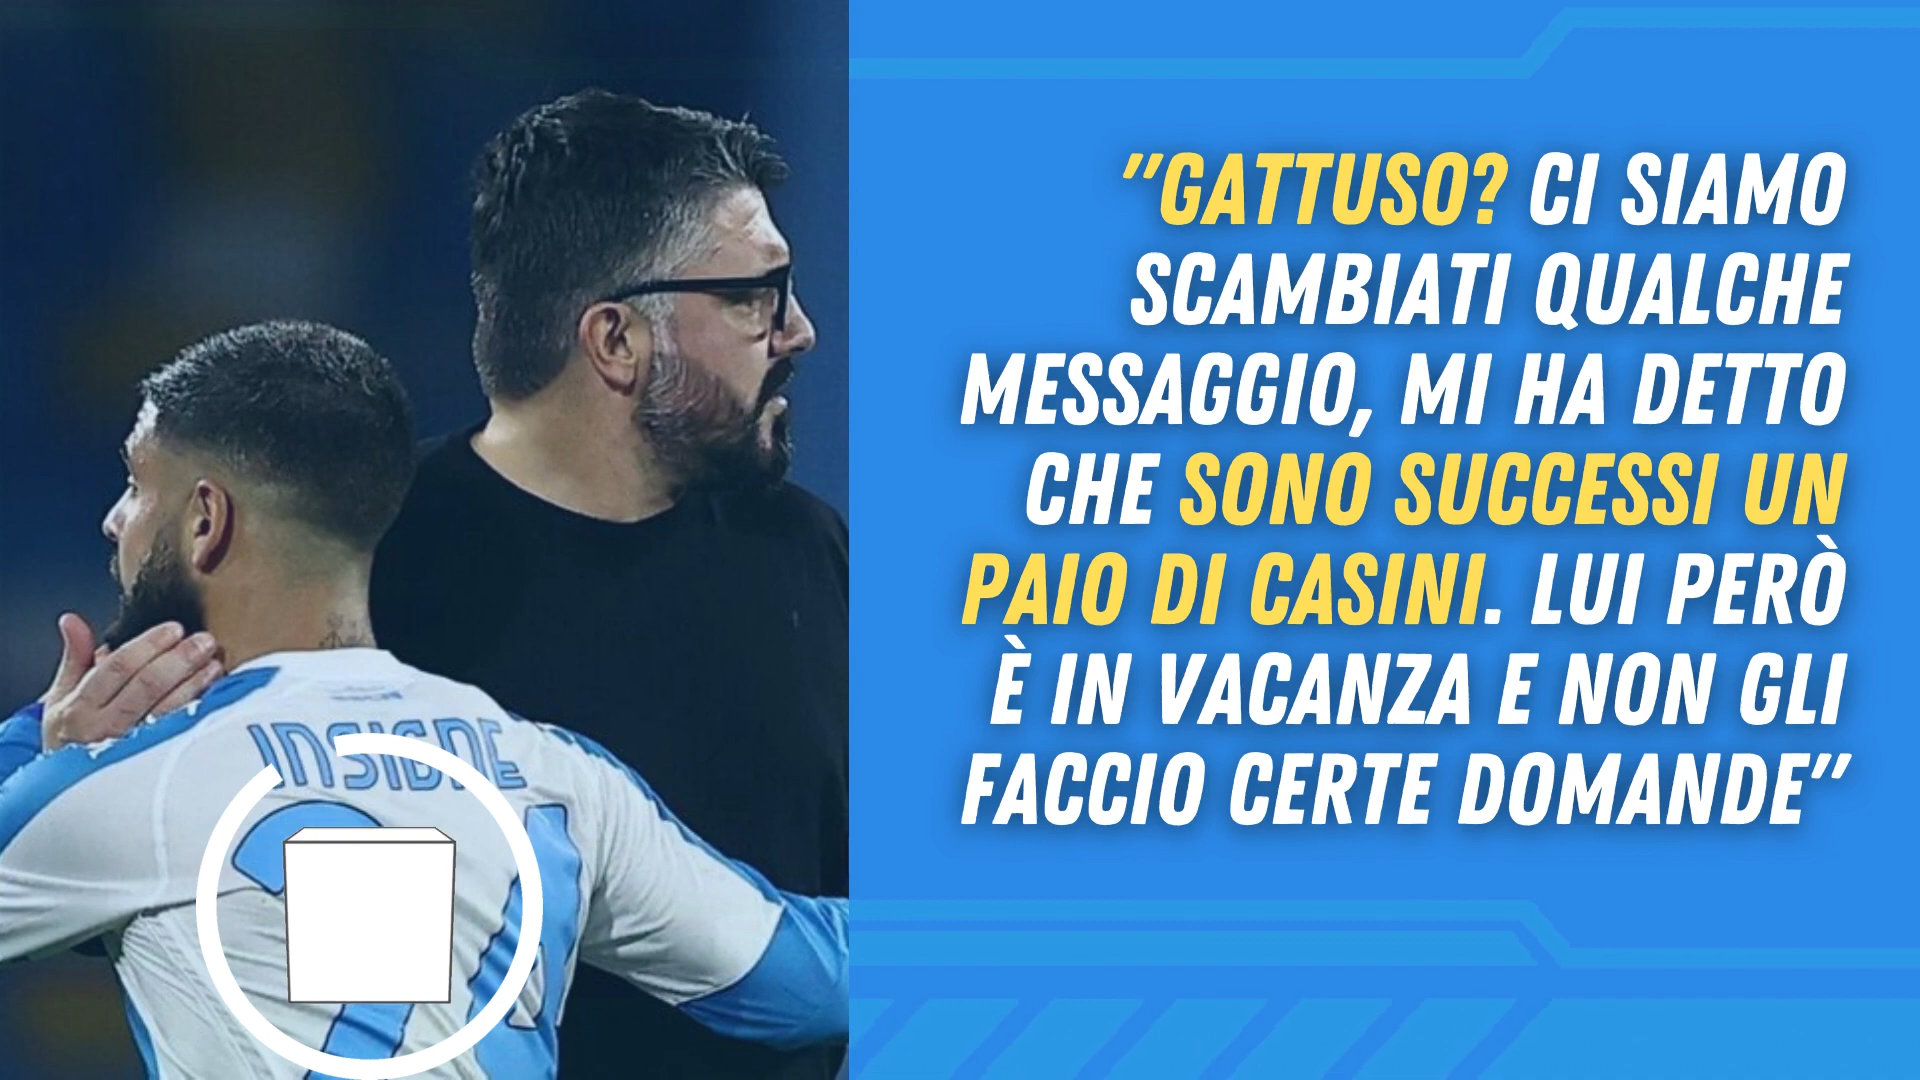 INSIGNE
"GATTUSO? CI SIAMO
SCAMBIATI QUALCHE
MESSAGGIO, MI HA DETTO
CHE SONO SUCCESSI UN
PAIO DI CASINI. LUI PERÒ
È IN VACANZA E NON GLI
FACCIO CERTE DOMANDE"